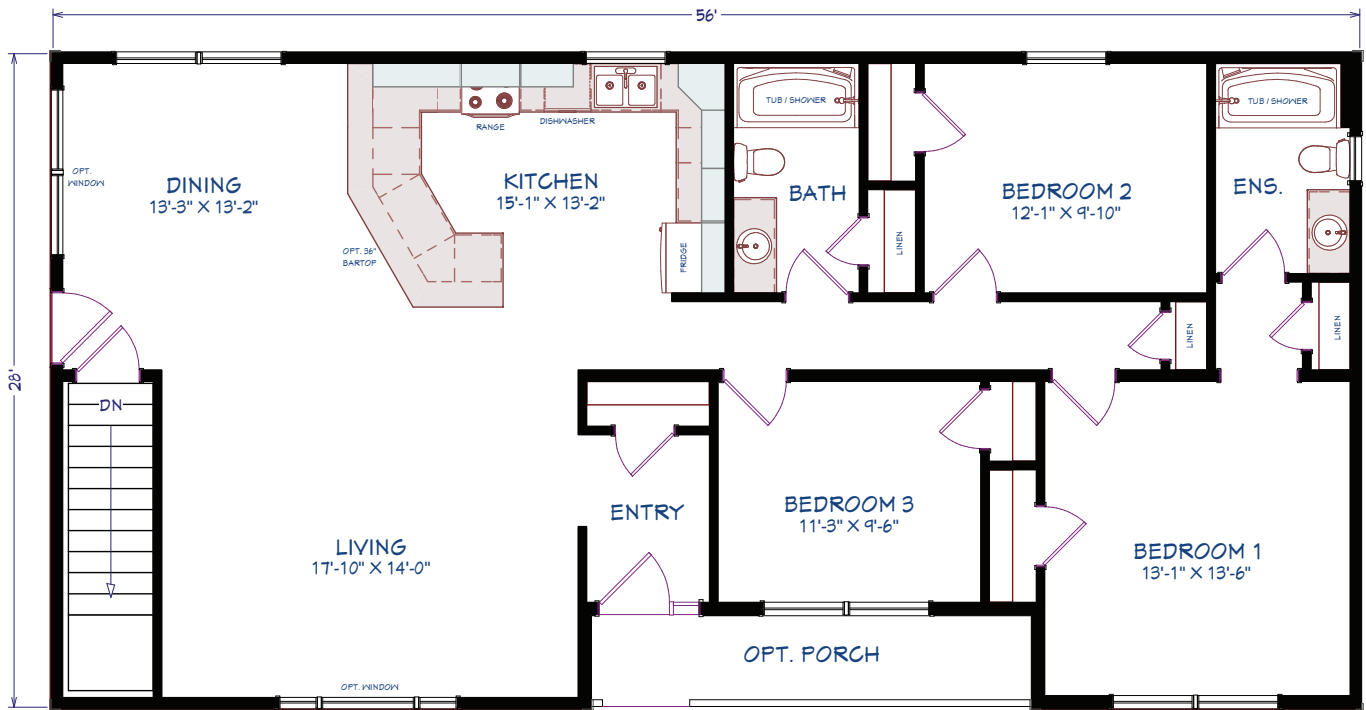 56'
28'
DINING
13'-3" X 13'-2"
OPT.
WINDOW
KITCHEN
15'-1" X 13'-2"
RANGE
DISHWASHER
FRIDGE
OPT. 36"
BARTOP
TUB / SHOWER
BATH
LINEN
BEDROOM 2
12'-1" X 9'-10"
TUB / SHOWER
ENS.
LINEN
LINEN
DN
LIVING
17'-10" X 14'-0"
OPT. WINDOW
ENTRY
BEDROOM 3
11'-3" X 9'-6"
BEDROOM 1
13'-1" X 13'-6"
OPT. PORCH